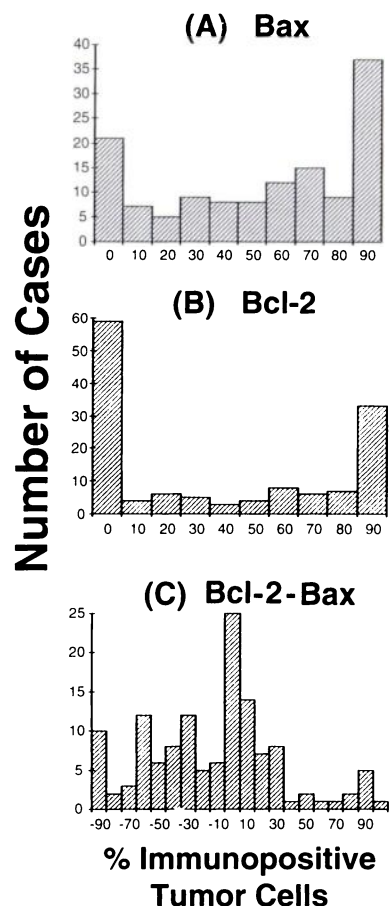 (A) Bax
40
35
30
25
20
15
10
5
0
0 10 20 30 40 50 60 70 80 90
Number of Cases
(B) Bcl-2
60
50
40
30
20
10
0
0 10 20 30 40 50 60 70 80 90
(C) Bcl-2-Bax
25
20
15
10
5
0
-90 -70 -50 -30 -10 10 30 50 70 90
% Immunopositive
Tumor Cells